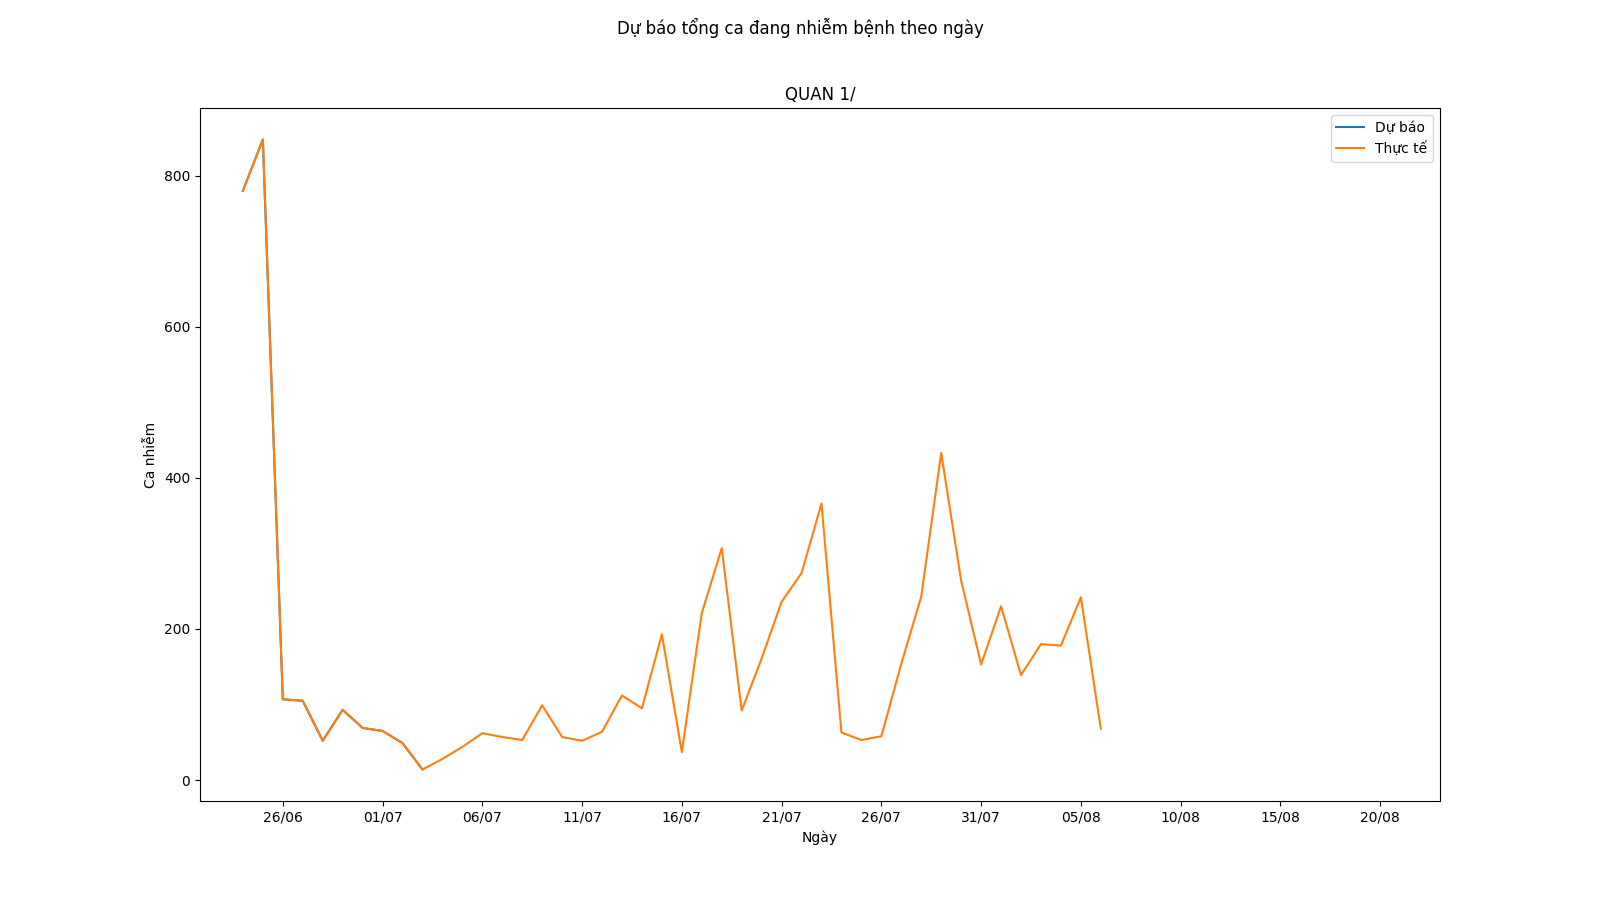 Dự báo tổng ca đang nhiễm bệnh theo ngày
QUAN 1/
Dự báo
Thực tế
800
600
400
200
0
Ca nhiễm
26/06 01/07 06/07 11/07 16/07 21/07 26/07 31/07 05/08 10/08 15/08 20/08
Ngày